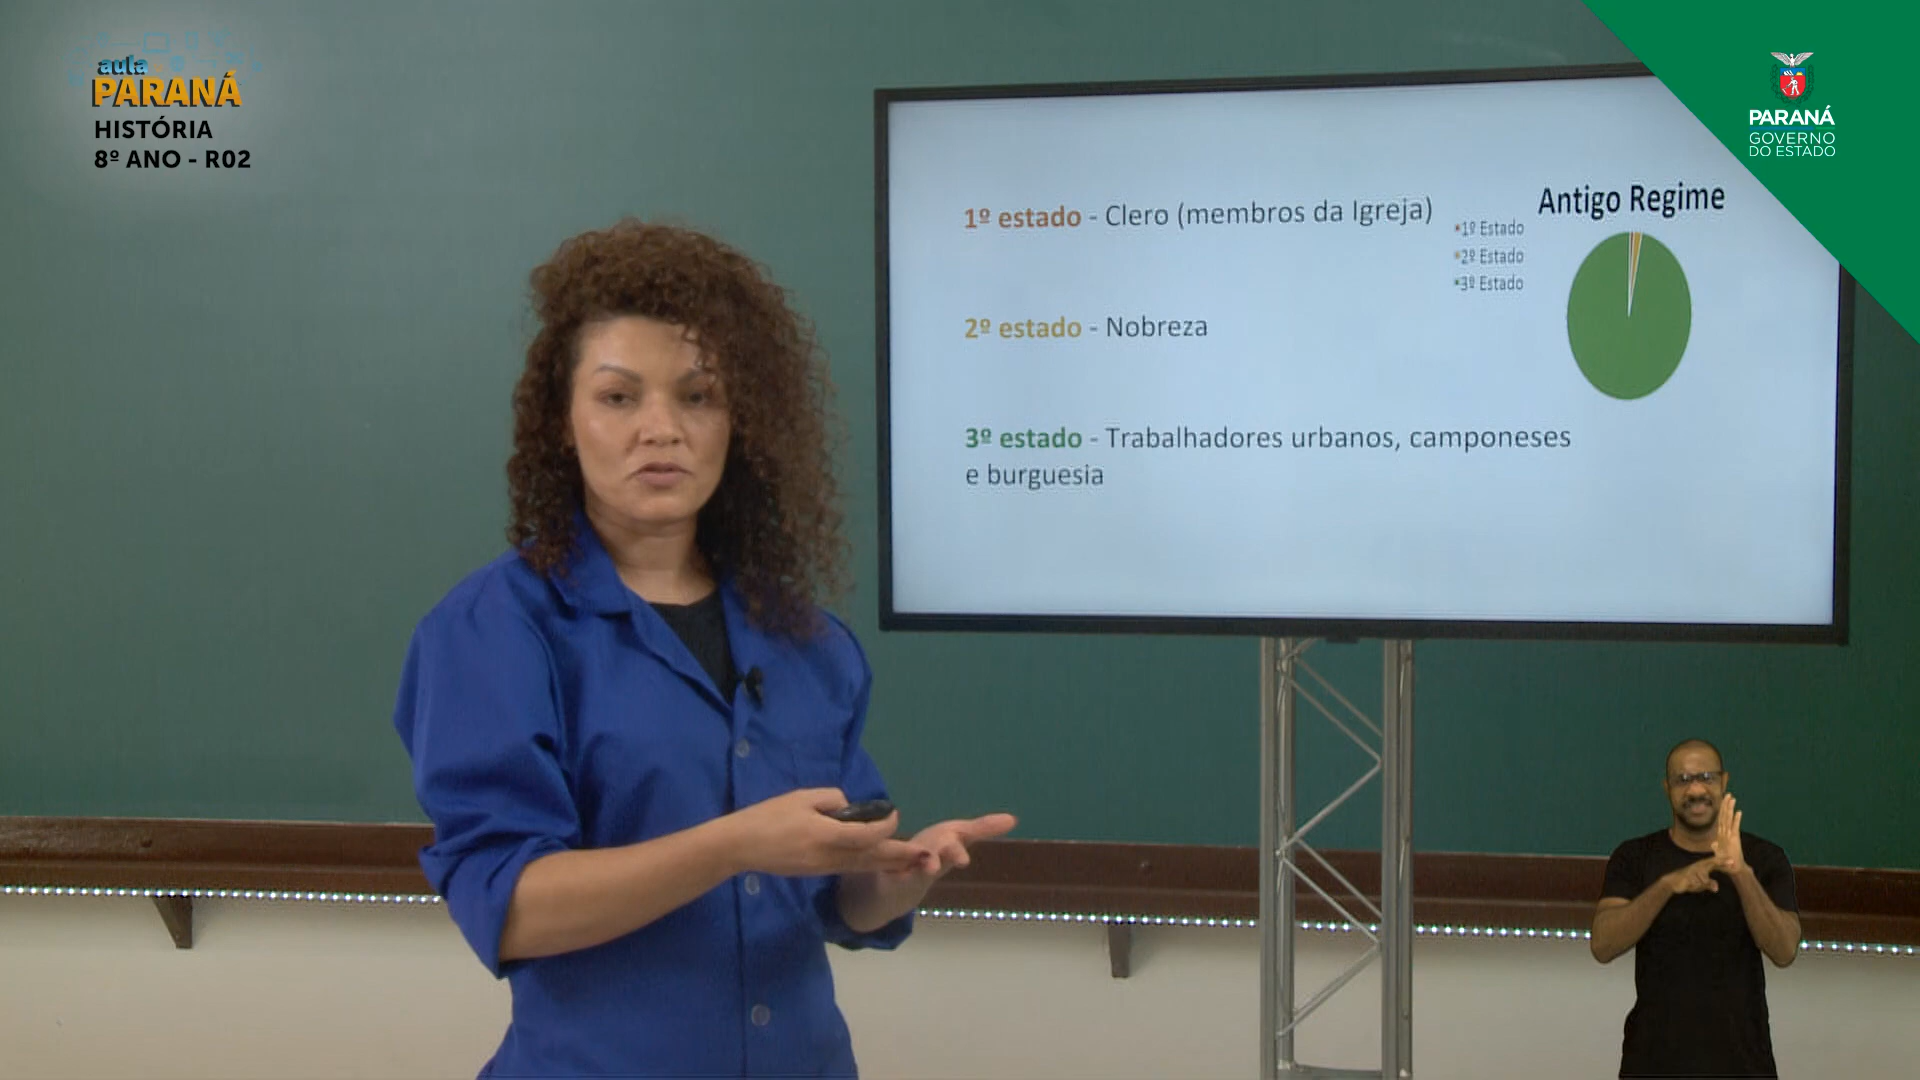 aula
PARANÁ
HISTÓRIA
8º ANO - R02
PARANÁ
GOVERNO
DO ESTADO
1º estado - Clero (membros da Igreja)
2º estado - Nobreza
3º estado - Trabalhadores urbanos, camponeses
e burguesia
Antigo Regime
1º Estado
2º Estado
3º Estado